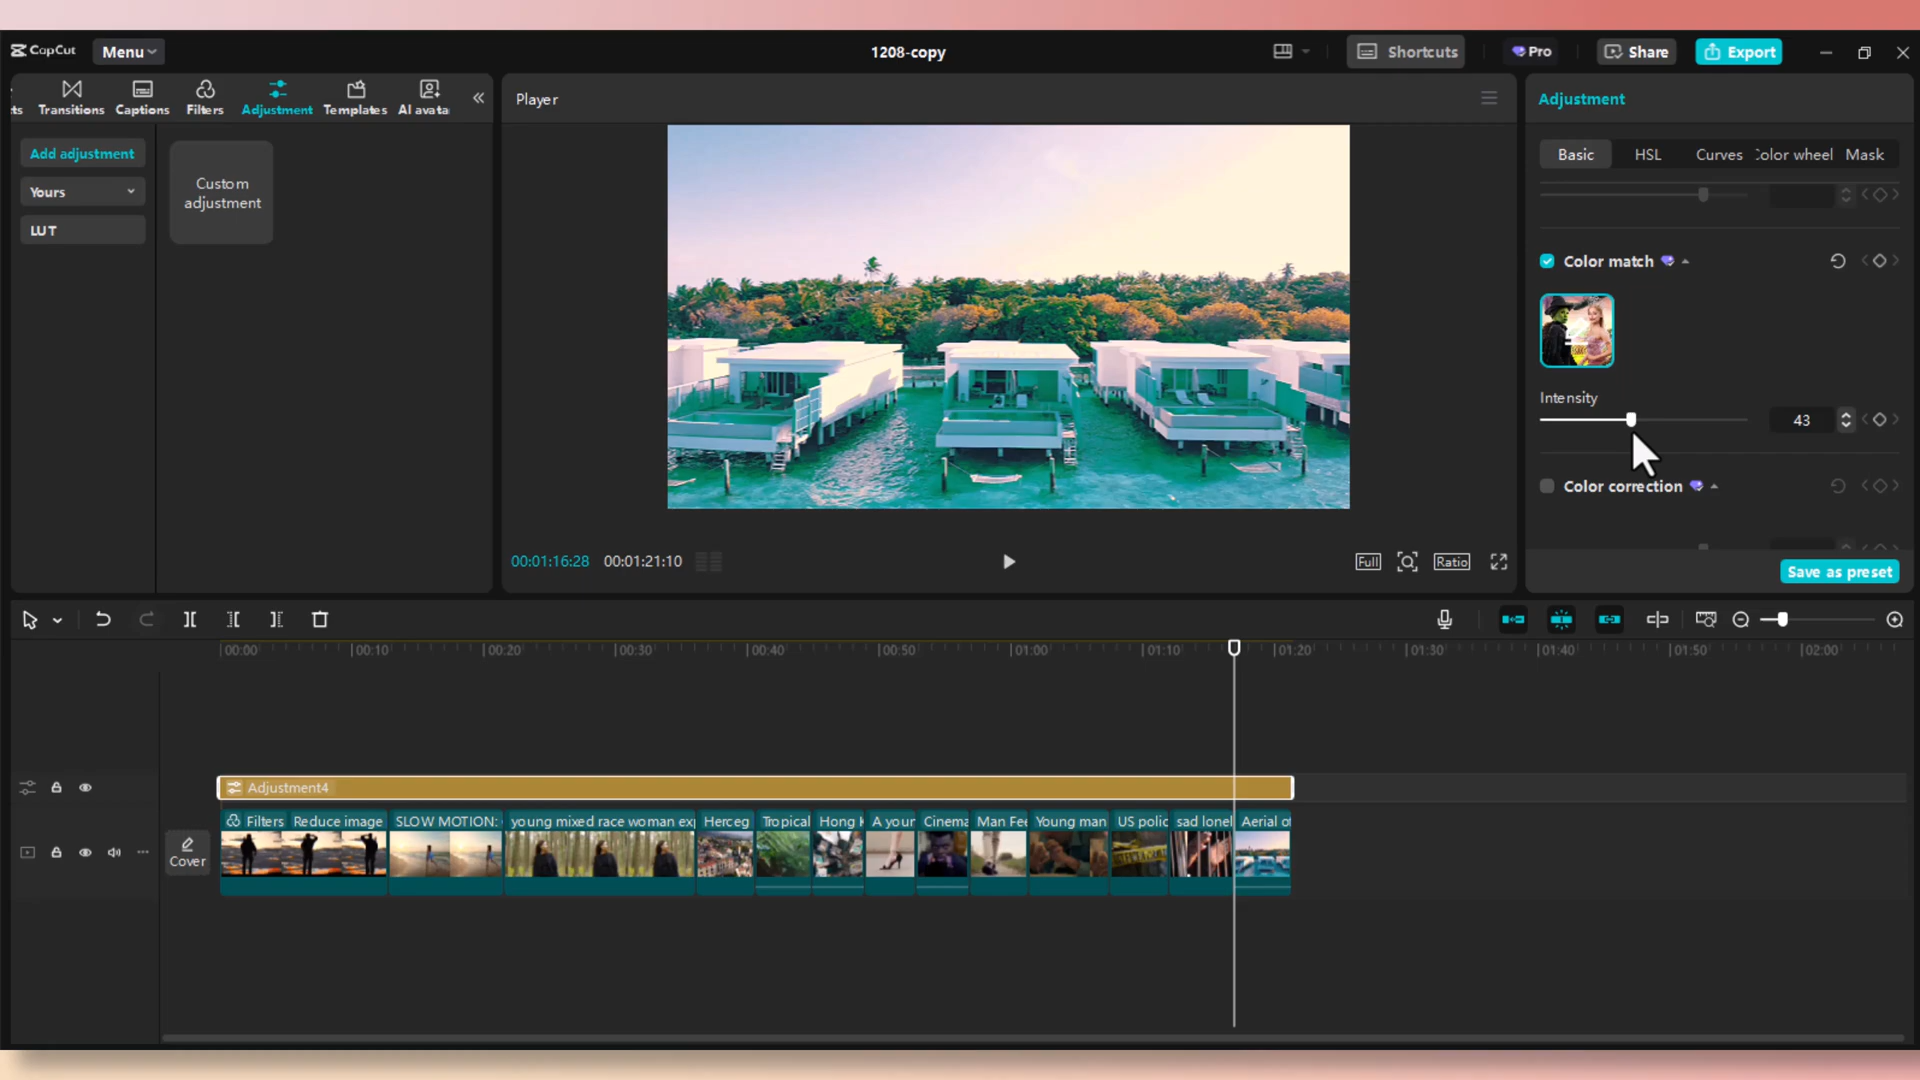 CapCut
Menu
1208-copy
Shortcuts
Pro
Share
Export
ts
Transitions
Captions
Filters
Adjustment
Templates
AI avata
Add adjustment
Yours
LUT
Custom
adjustment
Player
00:01:16:28
00:01:21:10
Full
Ratio
Adjustment
Basic
HSL
Curves
Color wheel
Mask
Color match
Intensity
43
Color correction
Save as preset
00:00
00:10
00:20
00:30
00:40
00:50
01:00
01:10
01:20
01:30
01:40
01:50
02:00
Adjustment4
Cover
Filters
Reduce image
SLOW MOTION:
young mixed race woman ex
Herceg
Tropical
Hong K
A your
Cinema
Man Fee
Young man
US polic
sad lonel
Aerial of